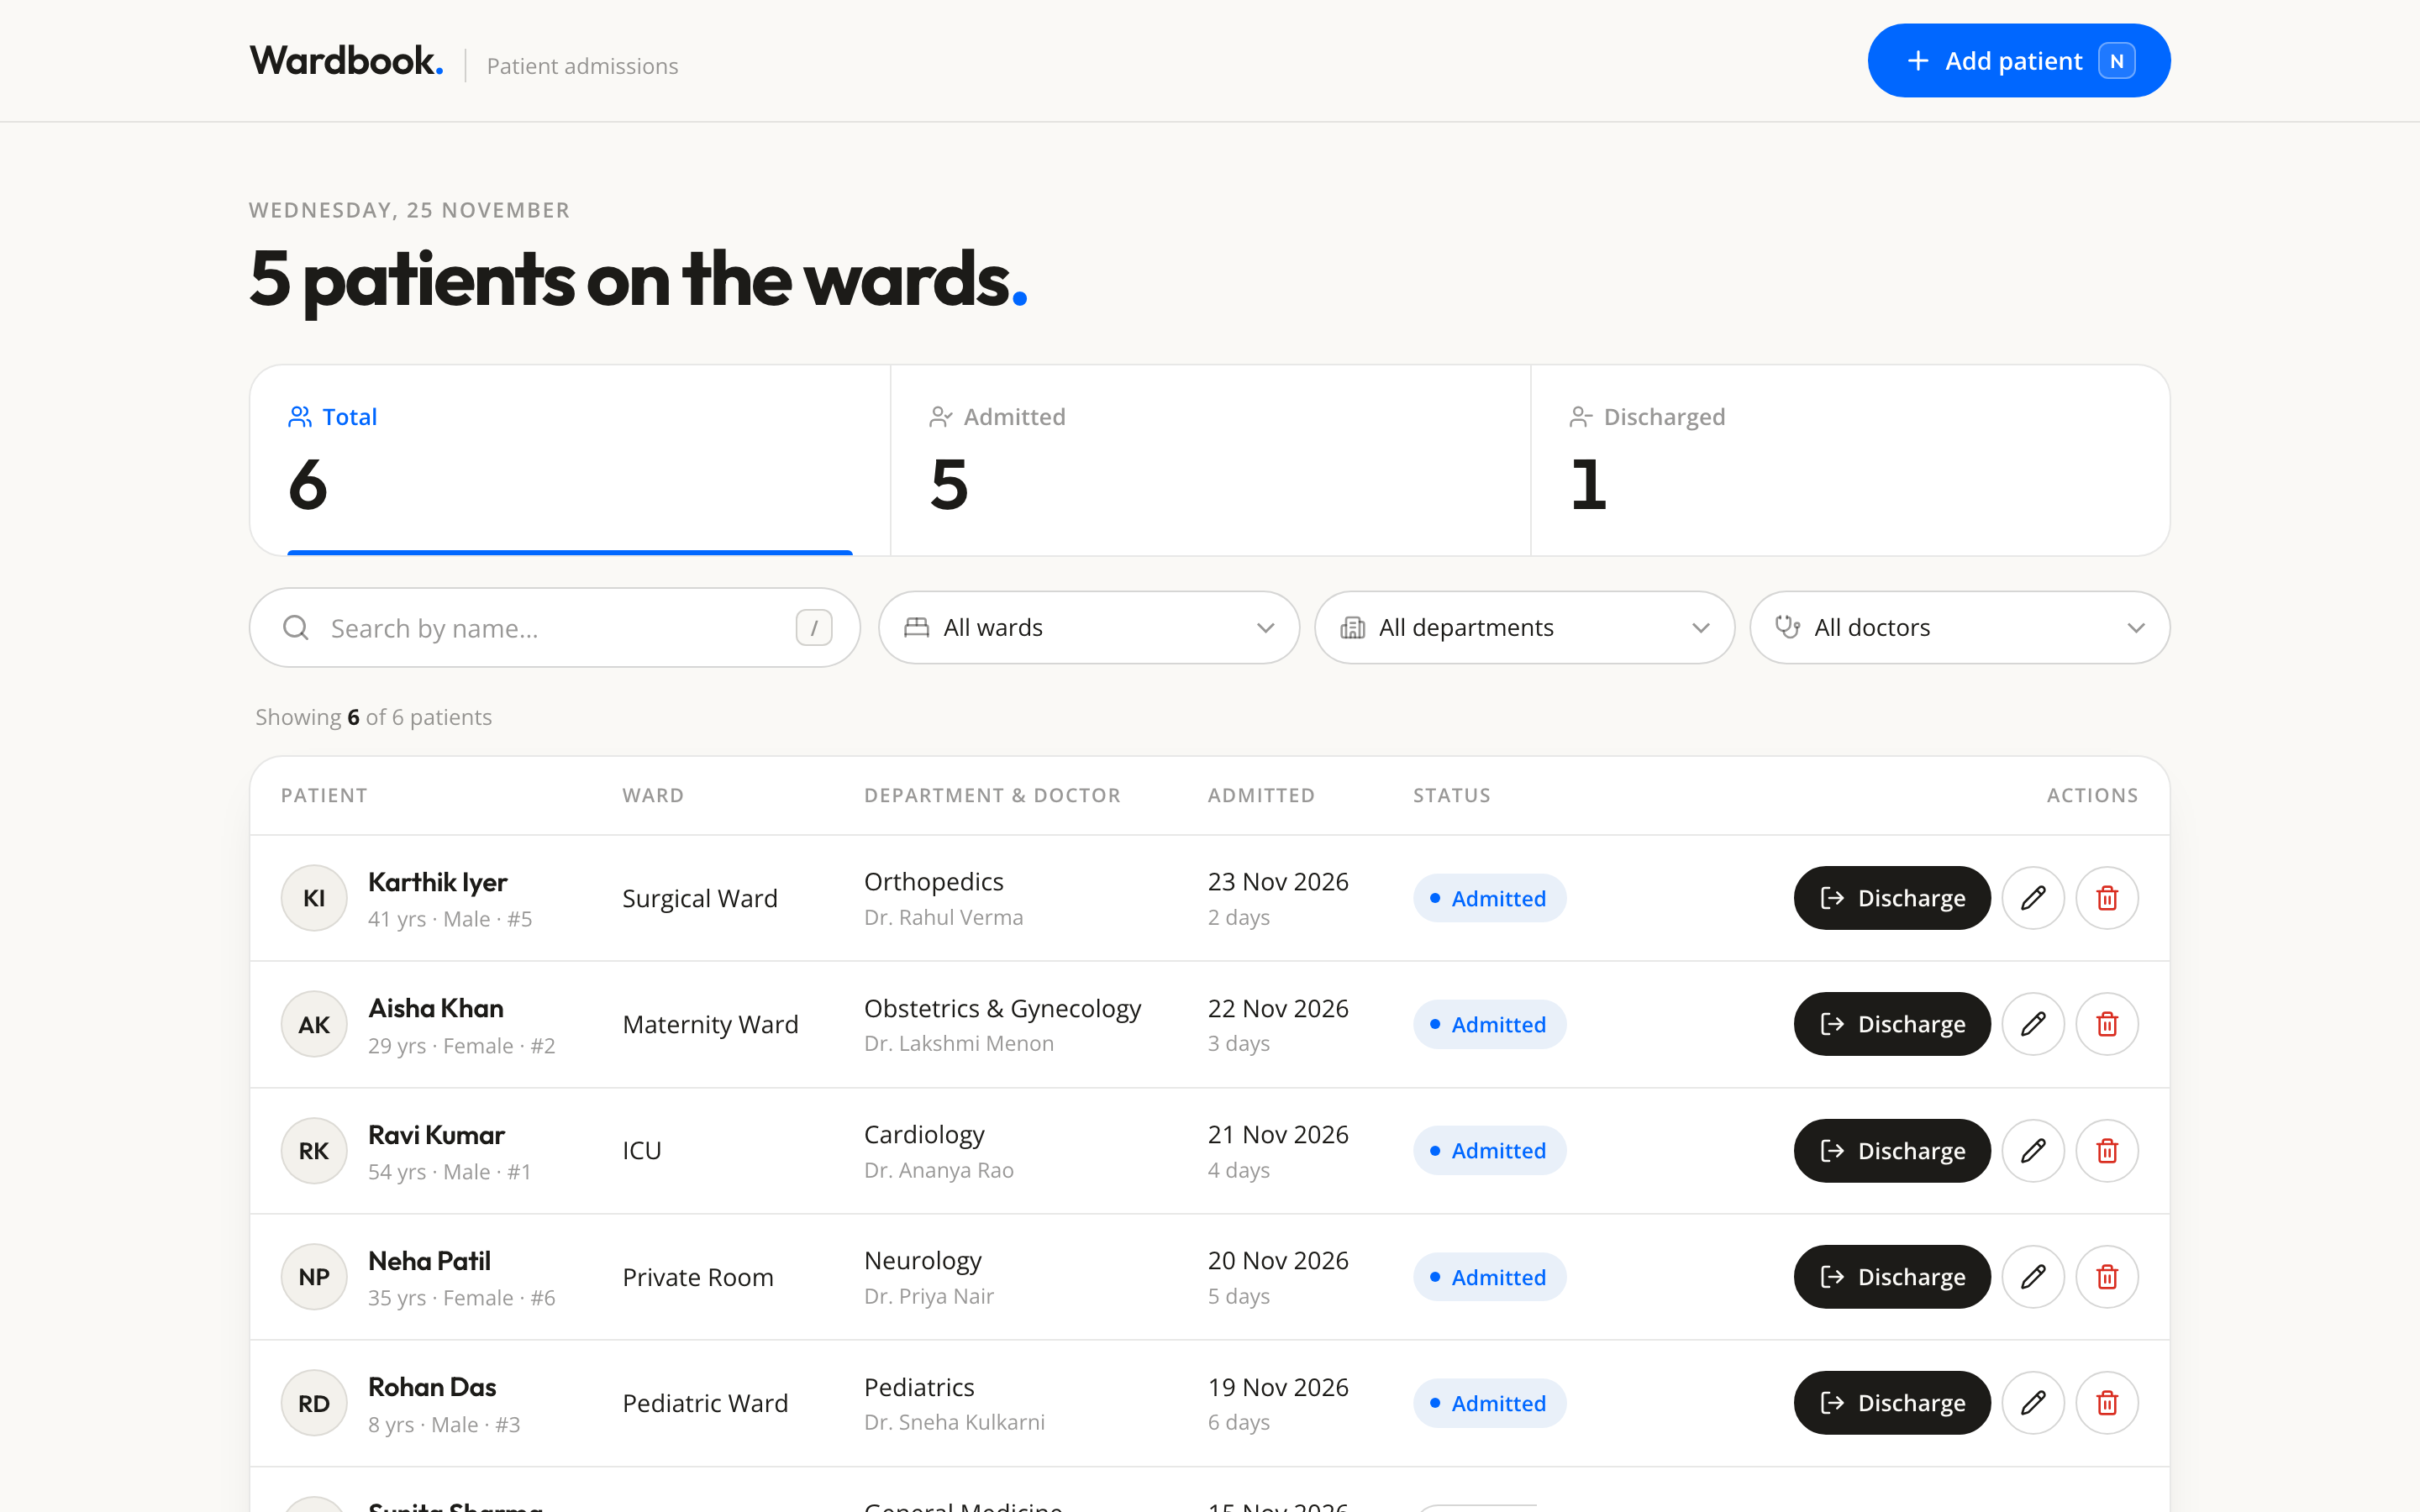 Wardbook. Patient admissions
+ Add patient N
WEDNESDAY, 25 NOVEMBER
5 patients on the wards.
Total
6
Admitted
5
Discharged
1
Search by name... /
All wards
All departments
All doctors
Showing 6 of 6 patients
PATIENT WARD DEPARTMENT & DOCTOR ADMITTED STATUS ACTIONS
KI
Karthik Iyer
41 yrs · Male · #5
Surgical Ward
Orthopedics
Dr. Rahul Verma
23 Nov 2026
2 days
Admitted
Discharge
AK
Aisha Khan
29 yrs · Female · #2
Maternity Ward
Obstetrics & Gynecology
Dr. Lakshmi Menon
22 Nov 2026
3 days
Admitted
Discharge
RK
Ravi Kumar
54 yrs · Male · #1
ICU
Cardiology
Dr. Ananya Rao
21 Nov 2026
4 days
Admitted
Discharge
NP
Neha Patil
35 yrs · Female · #6
Private Room
Neurology
Dr. Priya Nair
20 Nov 2026
5 days
Admitted
Discharge
RD
Rohan Das
8 yrs · Male · #3
Pediatric Ward
Pediatrics
Dr. Sneha Kulkarni
19 Nov 2026
6 days
Admitted
Discharge
Sunita Sharma
General Medicine
15 Nov 2026